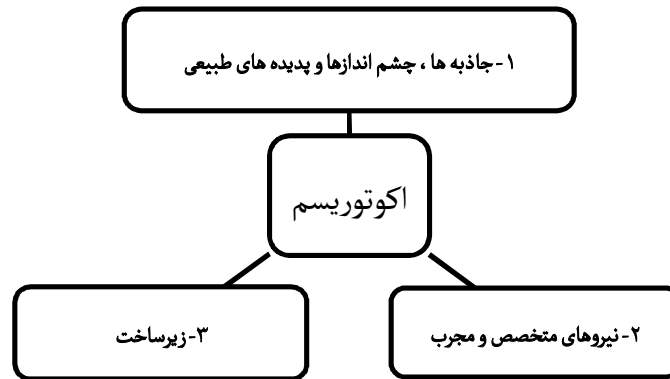 ۱-جاذبه ها ، چشم اندازها و پدیده های طبیعی
اکوتوریسم
۲-نیروهای متخصص و مجرب
۳-زیرساخت